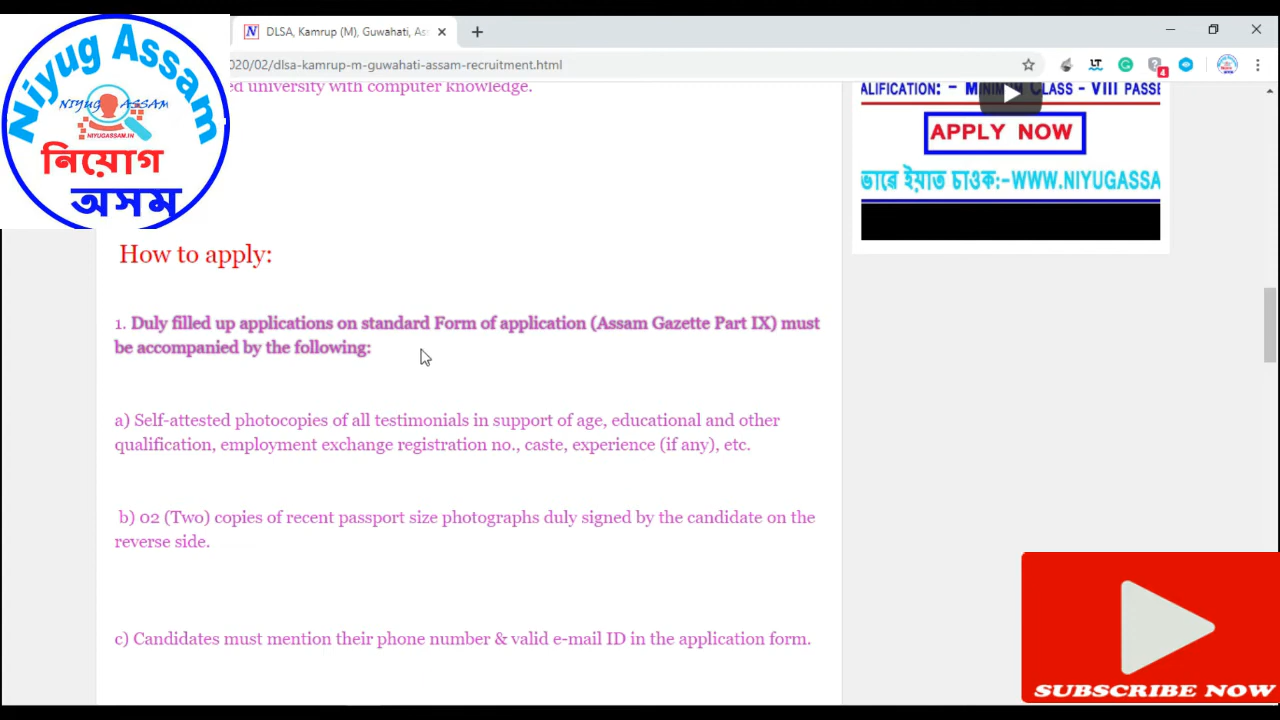 Niyug Assam
NIYUG ASSAM
NIYUGASSAM.IN
নিয়োগ
অসম
DLSA, Kamrup (M), Guwahati, As
020/02/dlsa-kamrup-m-guwahati-assam-recruitment.html
4
ed university with computer knowledge.
ALIFICATION: - MINIMUM CLASS - VIII PASSE
APPLY NOW
ভাৱে ইয়াত চাওক:-WWW.NIYUGASSA
How to apply:
1. Duly filled up applications on standard Form of application (Assam Gazette Part IX) must
be accompanied by the following:
a) Self-attested photocopies of all testimonials in support of age, educational and other
qualification, employment exchange registration no., caste, experience (if any), etc.
b) 02 (Two) copies of recent passport size photographs duly signed by the candidate on the
reverse side.
c) Candidates must mention their phone number & valid e-mail ID in the application form.
SUBSCRIBE NOW